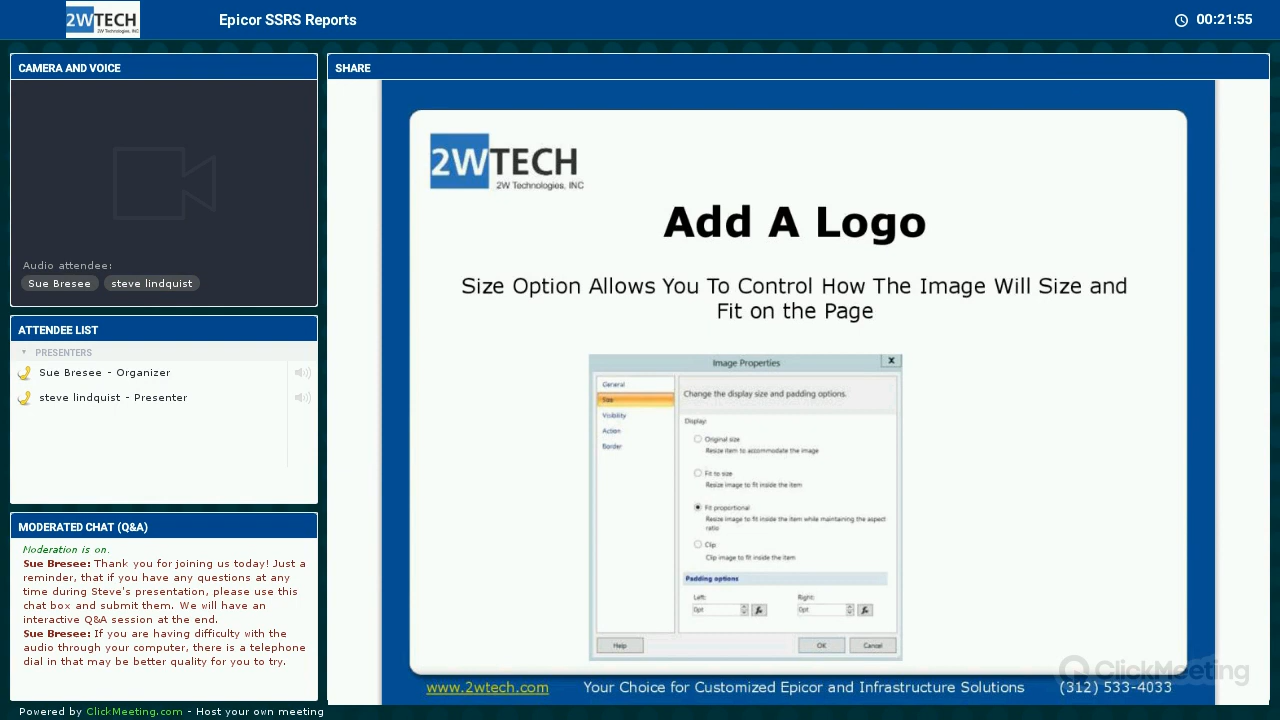 2WTECH
2W Technologies, INC
Epicor SSRS Reports
00:21:55
CAMERA AND VOICE
Audio attendee:
Sue Bresee
steve lindquist
ATTENDEE LIST
PRESENTERS
Sue Bresee - Organizer
steve lindquist - Presenter
MODERATED CHAT (Q&A)
Moderation is on.
Sue Bresee: Thank you for joining us today! Just a
reminder, that if you have any questions at any
time during Steve's presentation, please use this
chat box and submit them. We will have an
interactive Q&A session at the end.
Sue Bresee: If you are having difficulty with the
audio through your computer, there is a telephone
dial in that may be better quality for you to try.
Powered by ClickMeeting.com - Host your own meeting
SHARE
2WTECH
2W Technologies, INC
Add A Logo
Size Option Allows You To Control How The Image Will Size and
Fit on the Page
Image Properties
X
General
Size
Visibility
Action
Border
Change the display size and padding options.
Display:
Original size
Resize item to accommodate the image
Fit to size
Resize image to fit inside the item
Fit proportional
Resize image to fit inside the item while maintaining the aspect
ratio
Clip
Clip image to fit inside the item
Padding options
Left:
Right:
0pt
fx
0pt
fx
Help
OK
Cancel
ClickMeeting
www.2wtech.com
Your Choice for Customized Epicor and Infrastructure Solutions
(312) 533-4033